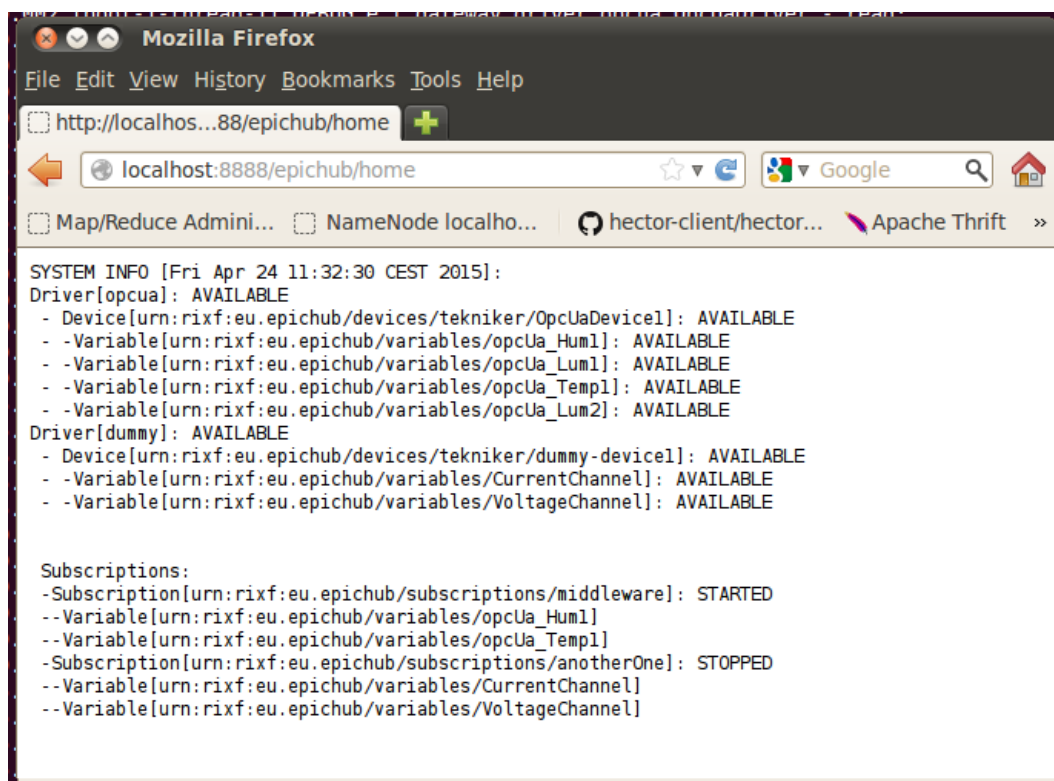 Mozilla Firefox
File Edit View History Bookmarks Tools Help
http://localhos...88/epichub/home
localhost:8888/epichub/home Google
Map/Reduce Admini... NameNode localho... hector-client/hector... Apache Thrift »
SYSTEM INFO [Fri Apr 24 11:32:30 CEST 2015]:
Driver[opcua]: AVAILABLE
- Device[urn:rixf:eu.epichub/devices/tekniker/OpcUaDevice1]: AVAILABLE
- -Variable[urn:rixf:eu.epichub/variables/opcUa_Hum1]: AVAILABLE
- -Variable[urn:rixf:eu.epichub/variables/opcUa_Lum1]: AVAILABLE
- -Variable[urn:rixf:eu.epichub/variables/opcUa_Temp1]: AVAILABLE
- -Variable[urn:rixf:eu.epichub/variables/opcUa_Lum2]: AVAILABLE
Driver[dummy]: AVAILABLE
- Device[urn:rixf:eu.epichub/devices/tekniker/dummy-device1]: AVAILABLE
- -Variable[urn:rixf:eu.epichub/variables/CurrentChannel]: AVAILABLE
- -Variable[urn:rixf:eu.epichub/variables/VoltageChannel]: AVAILABLE
Subscriptions:
-Subscription[urn:rixf:eu.epichub/subscriptions/middleware]: STARTED
--Variable[urn:rixf:eu.epichub/variables/opcUa_Hum1]
--Variable[urn:rixf:eu.epichub/variables/opcUa_Temp1]
-Subscription[urn:rixf:eu.epichub/subscriptions/anotherOne]: STOPPED
--Variable[urn:rixf:eu.epichub/variables/CurrentChannel]
--Variable[urn:rixf:eu.epichub/variables/VoltageChannel]